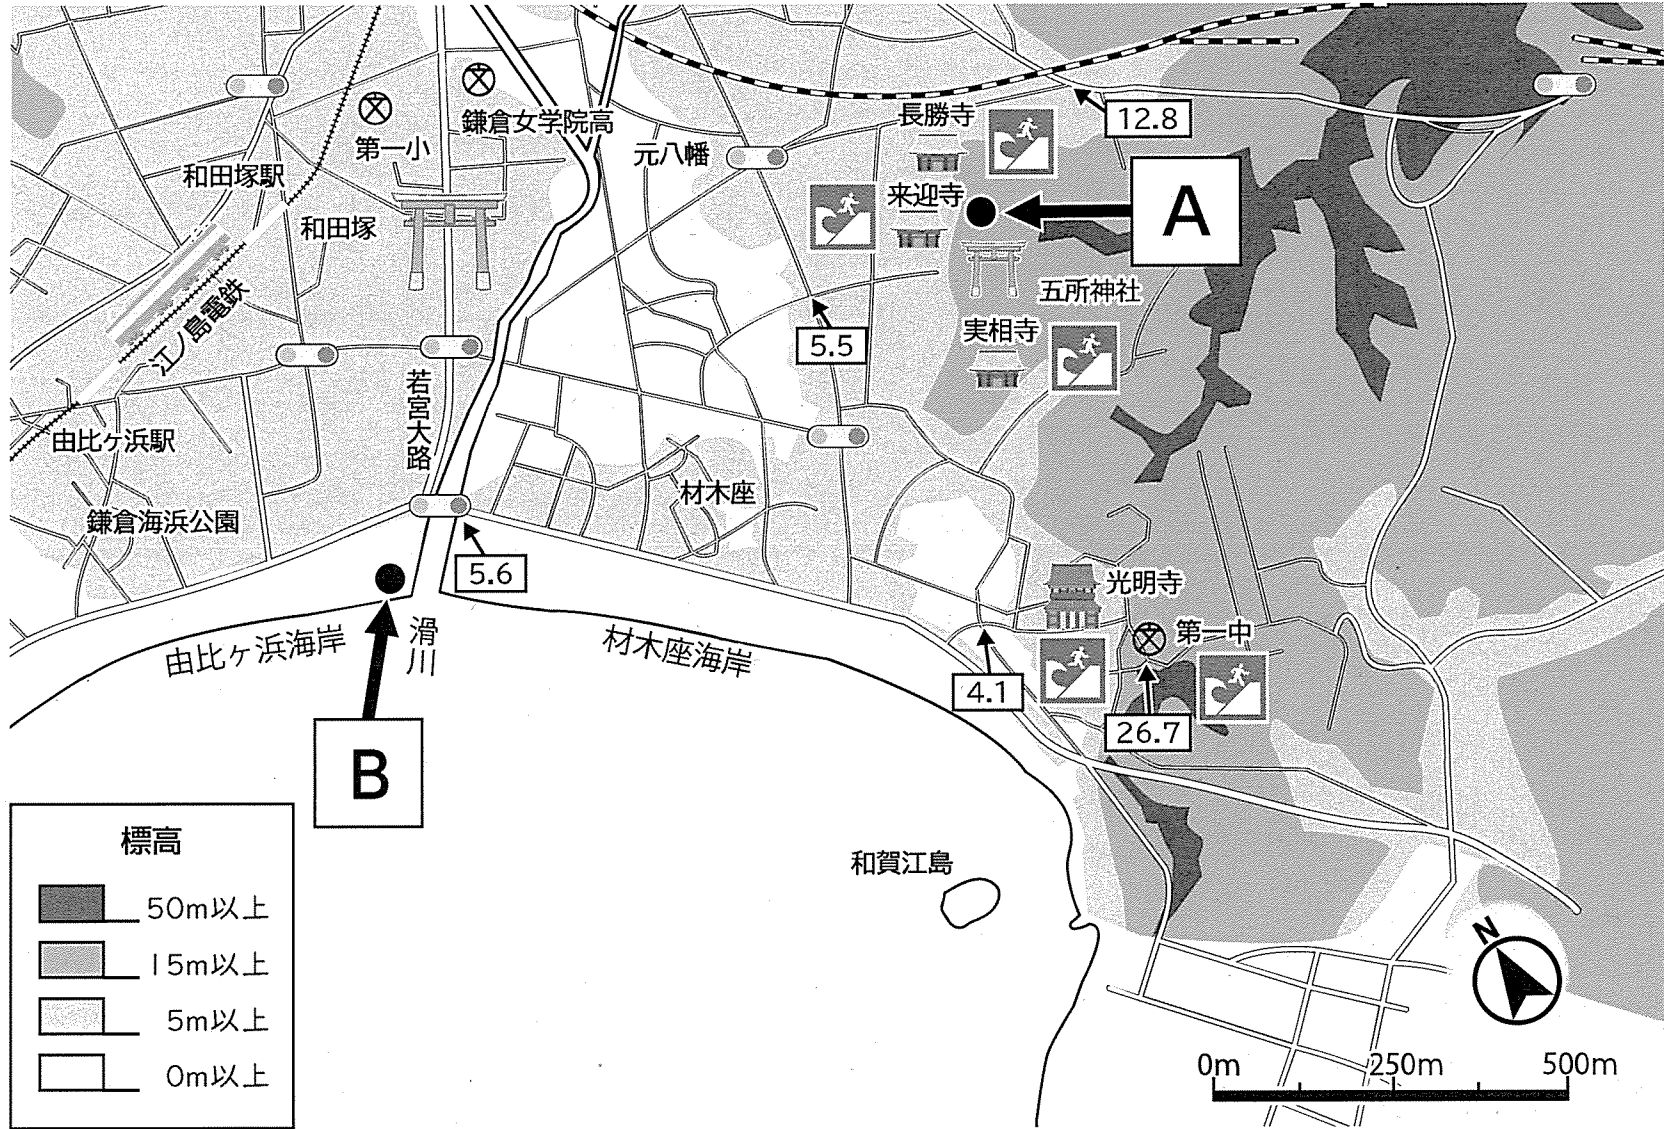 鎌倉女学院高
第一小
和田塚駅
和田塚
江ノ島電鉄
由比ヶ浜駅
鎌倉海浜公園
若宮大路
元八幡
長勝寺
12.8
来迎寺
A
五所神社
実相寺
5.5
材木座
5.6
光明寺
第一中
4.1
26.7
由比ヶ浜海岸
滑川
材木座海岸
B
和賀江島
標高
50m以上
15m以上
5m以上
0m以上
N
0m 250m 500m